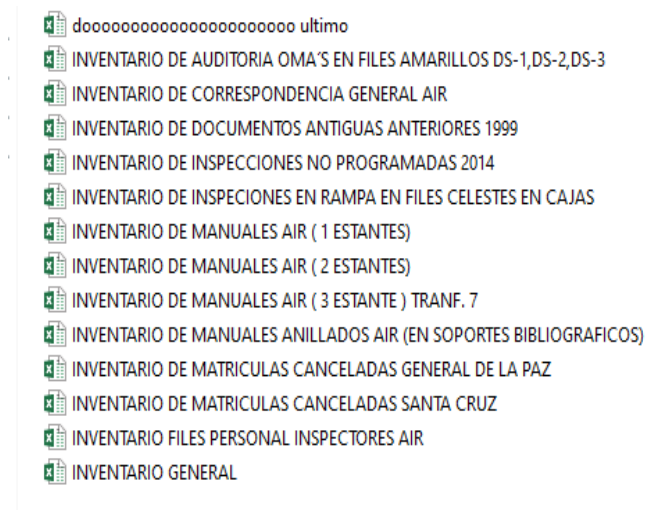 dooooooooooooooooooooooo ultimo
INVENTARIO DE AUDITORIA OMA´S EN FILES AMARILLOS DS-1,DS-2,DS-3
INVENTARIO DE CORRESPONDENCIA GENERAL AIR
INVENTARIO DE DOCUMENTOS ANTIGUAS ANTERIORES 1999
INVENTARIO DE INSPECCIONES NO PROGRAMADAS 2014
INVENTARIO DE INSPECIONES EN RAMPA EN FILES CELESTES EN CAJAS
INVENTARIO DE MANUALES AIR ( 1 ESTANTES)
INVENTARIO DE MANUALES AIR ( 2 ESTANTES)
INVENTARIO DE MANUALES AIR ( 3 ESTANTE ) TRANF. 7
INVENTARIO DE MANUALES ANILLADOS AIR (EN SOPORTES BIBLIOGRAFICOS)
INVENTARIO DE MATRICULAS CANCELADAS GENERAL DE LA PAZ
INVENTARIO DE MATRICULAS CANCELADAS SANTA CRUZ
INVENTARIO FILES PERSONAL INSPECTORES AIR
INVENTARIO GENERAL